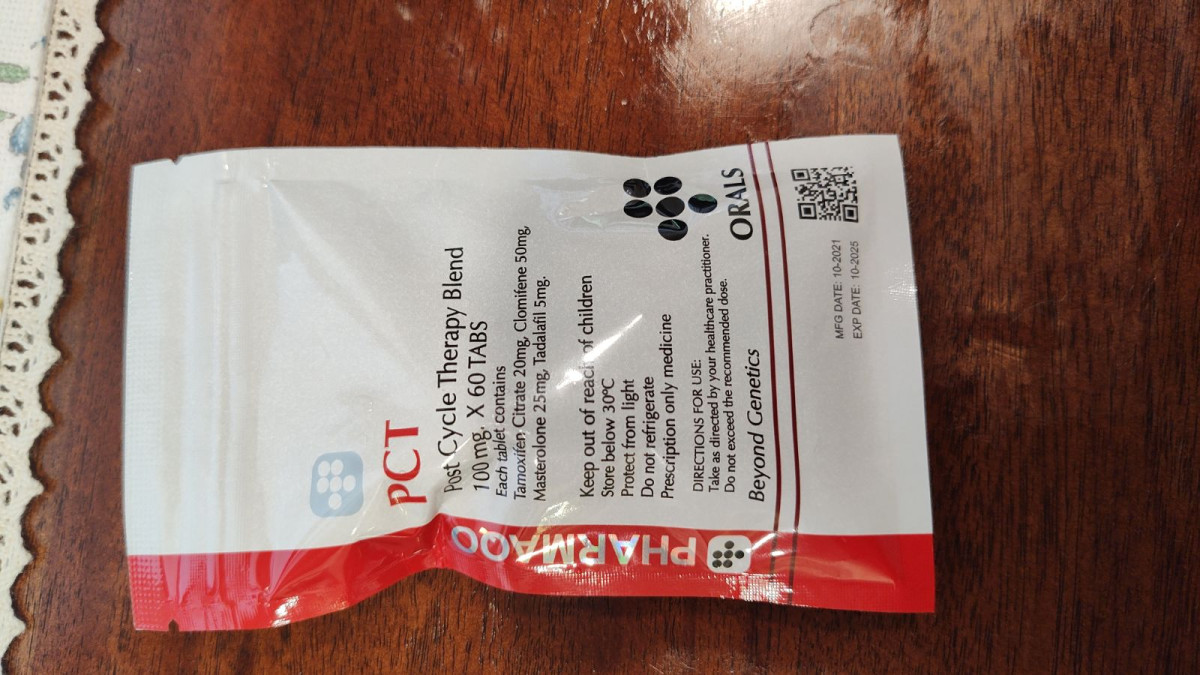 PCT
Post Cycle Therapy Blend
100mg. X 60 TABS
Each tablet contains
Tamoxifen Citrate 20mg, Clomifene 50mg,
Masterolone 25mg, Tadalafil 5mg.
Keep out of reach of children
Store below 30ºC
Protect from light
Do not refrigerate
Prescription only medicine
DIRECTIONS FOR USE:
Take as directed by your healthcare practitioner.
Do not exceed the recommended dose.
Beyond Genetics
ORALS
MFG DATE: 10-2021
EXP DATE: 10-2025
PHARMAQO